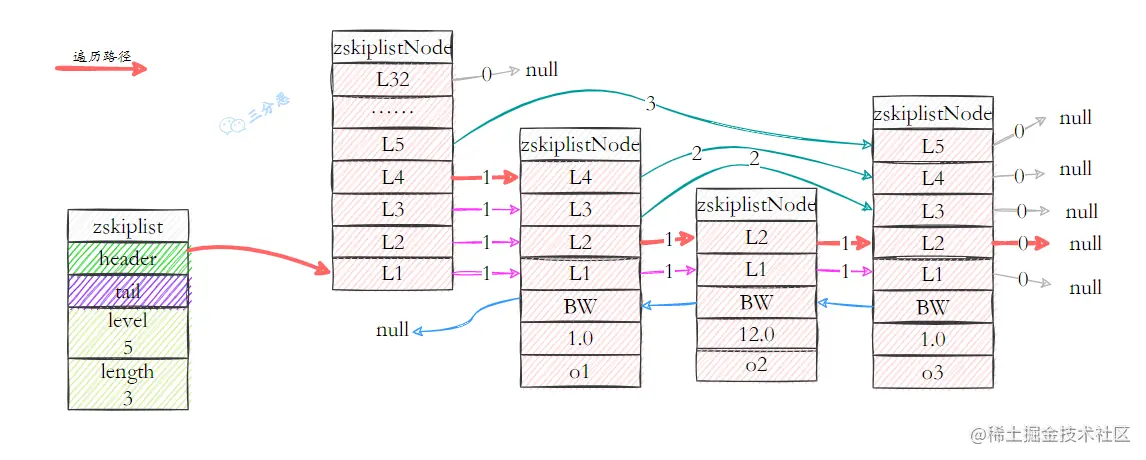 遍历路径
三分恶
zskiplist
header
tail
level
5
length
3
zskiplistNode
L32
0
null
……
L5
3
L4
1
L3
1
L2
1
L1
1
zskiplistNode
L4
2
L3
2
L2
1
L1
1
BW
null
1.0
o1
zskiplistNode
L2
1
L1
1
BW
12.0
o2
zskiplistNode
L5
0
null
L4
0
null
L3
0
null
L2
0
null
L1
0
null
BW
1.0
o3
@稀土掘金技术社区